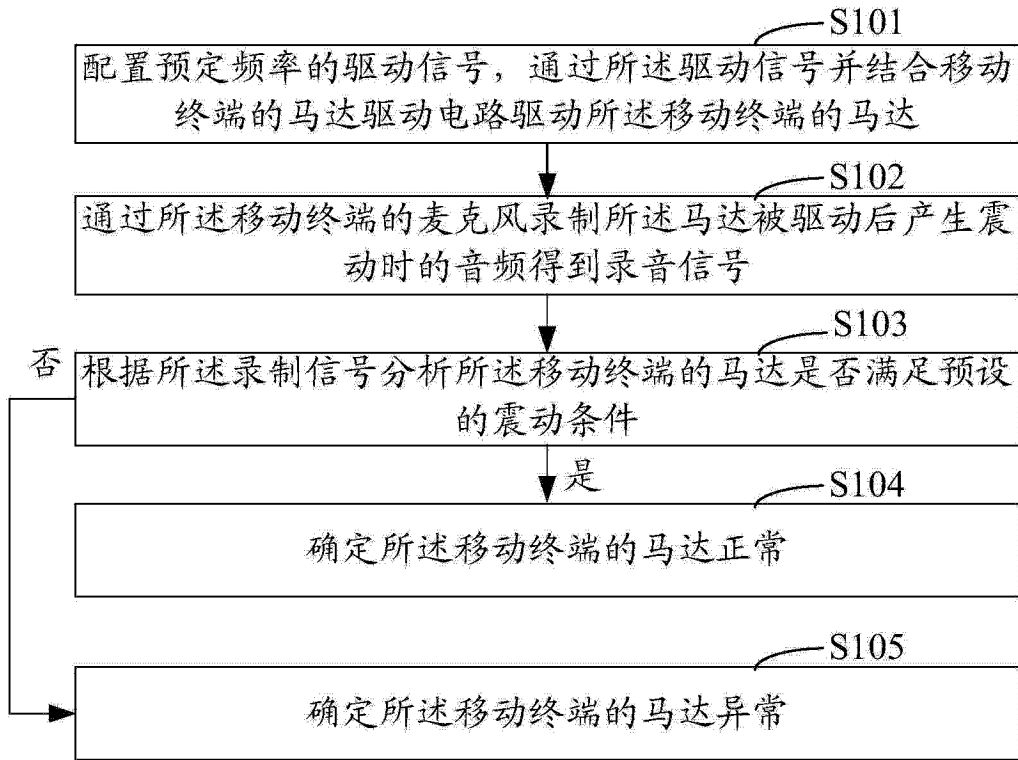 S101
配置预定频率的驱动信号，通过所述驱动信号并结合移动
终端的马达驱动电路驱动所述移动终端的马达
S102
通过所述移动终端的麦克风录制所述马达被驱动后产生震
动时的音频得到录音信号
S103
否
根据所述录制信号分析所述移动终端的马达是否满足预设
的震动条件
是
S104
确定所述移动终端的马达正常
S105
确定所述移动终端的马达异常